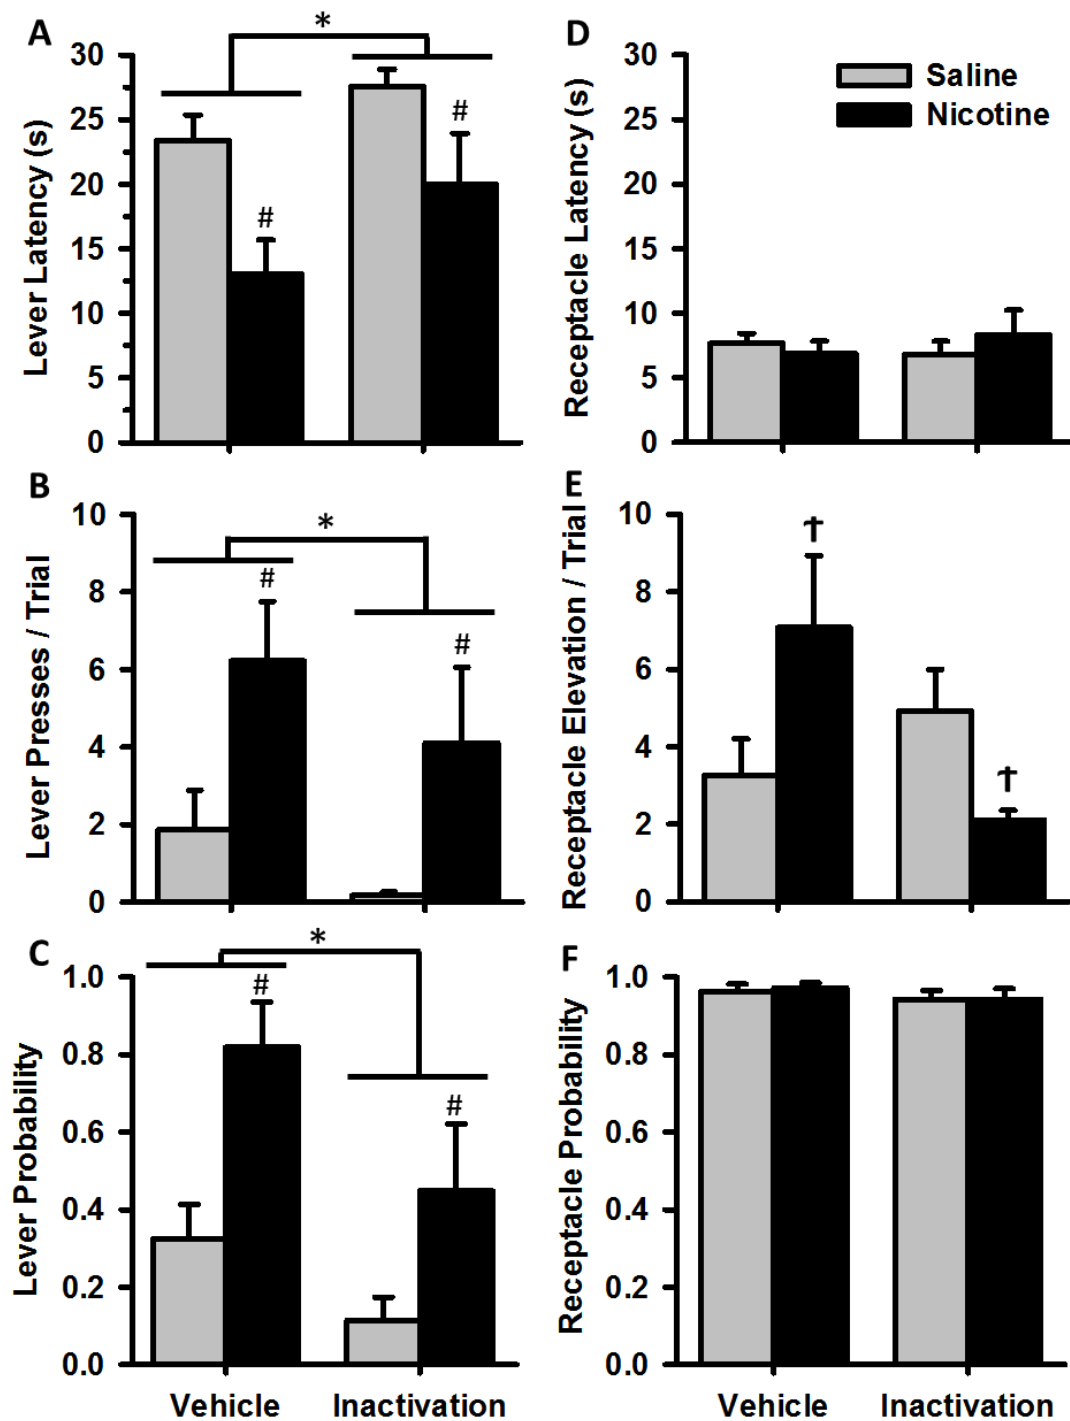 A
*
30
25
20
15
10
5
0
Lever Latency (s)
#
#
D
30
25
20
15
10
5
0
Receptacle Latency (s)
Saline
Nicotine
B
*
10
8
6
4
2
0
Lever Presses / Trial
#
#
E
10
8
6
4
2
0
Receptacle Elevation / Trial
†
†
C
*
1.0
0.8
0.6
0.4
0.2
0.0
Lever Probability
#
#
Vehicle
Inactivation
F
1.0
0.8
0.6
0.4
0.2
0.0
Receptacle Probability
Vehicle
Inactivation